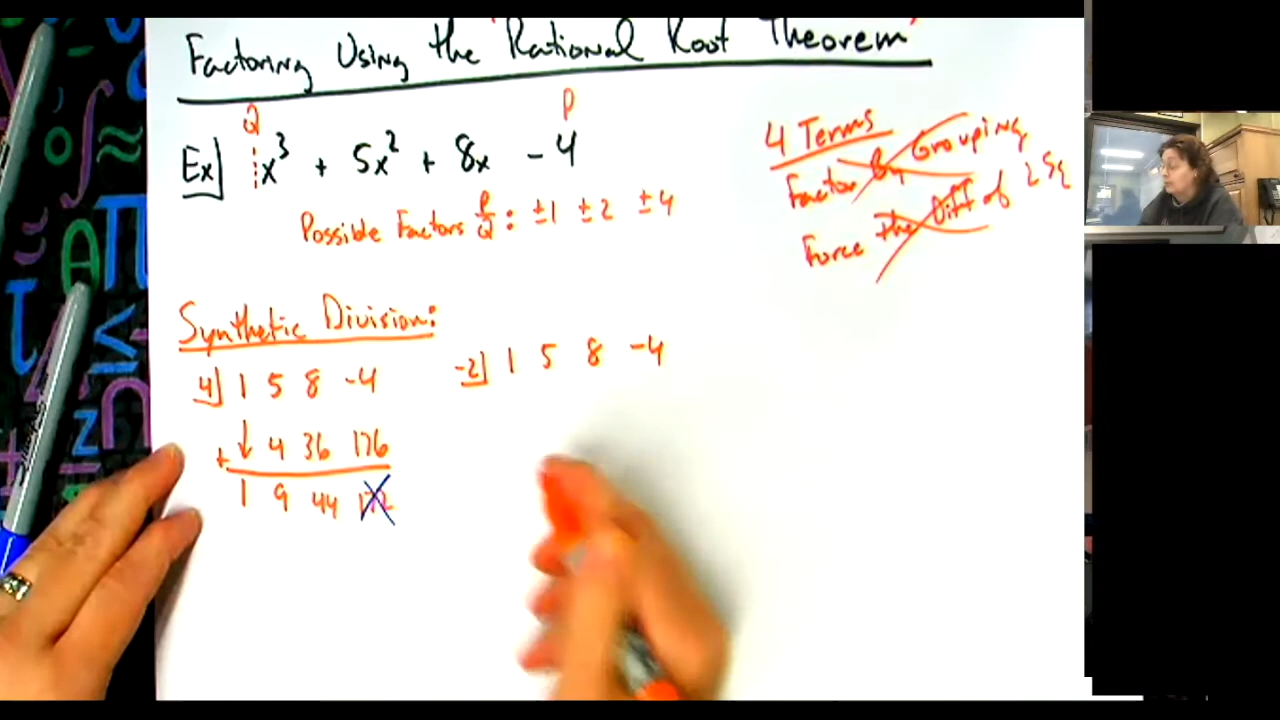 Factoring Using the "Rational Root Theorem"
Q
P
Ex] x³ + 5x² + 8x - 4
Possible Factors P/Q : ±1 ±2 ±4
4 Terms
Factor By Grouping
Force the Diff of 2 Sq
Synthetic Division:
4] 1 5 8 -4
+ ↓ 4 36 176
1 9 44 172
-2] 1 5 8 -4